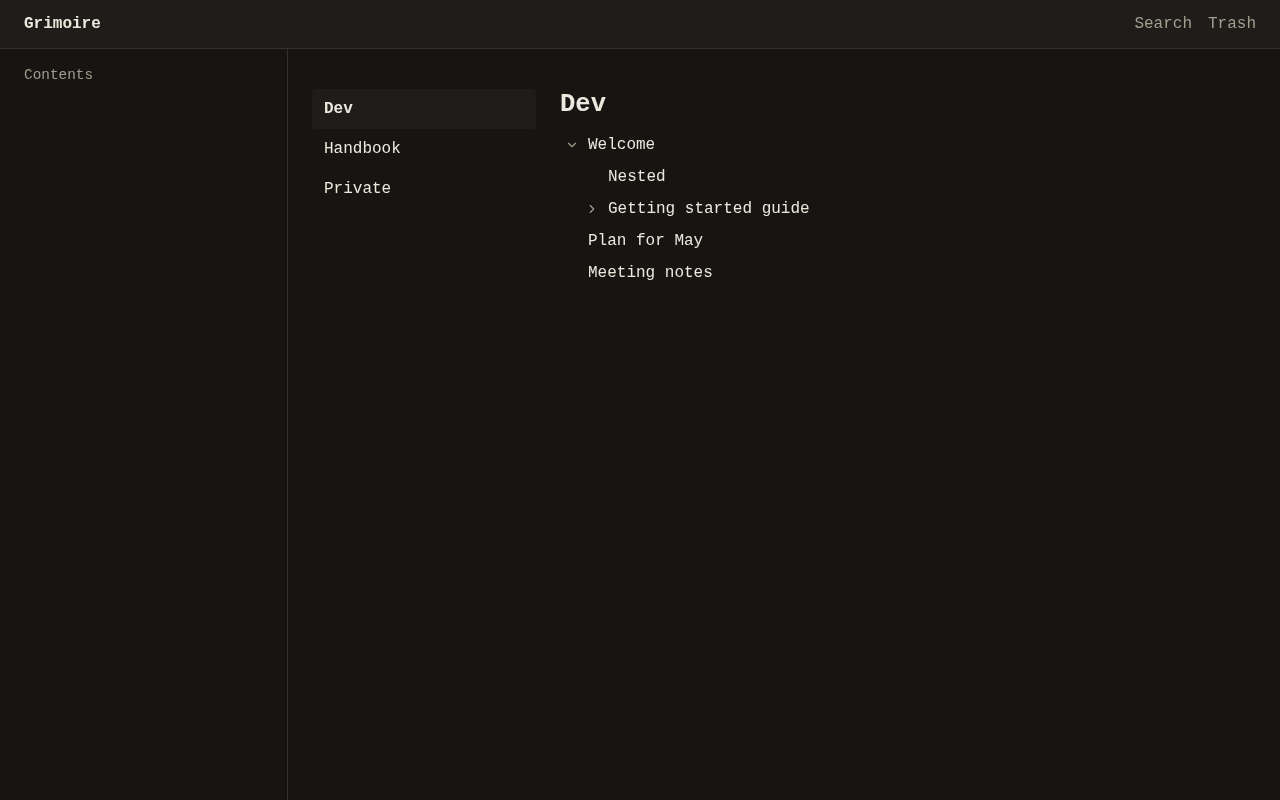 Grimoire
Search Trash
Contents
Dev
Handbook
Private
Dev
Welcome
Nested
Getting started guide
Plan for May
Meeting notes